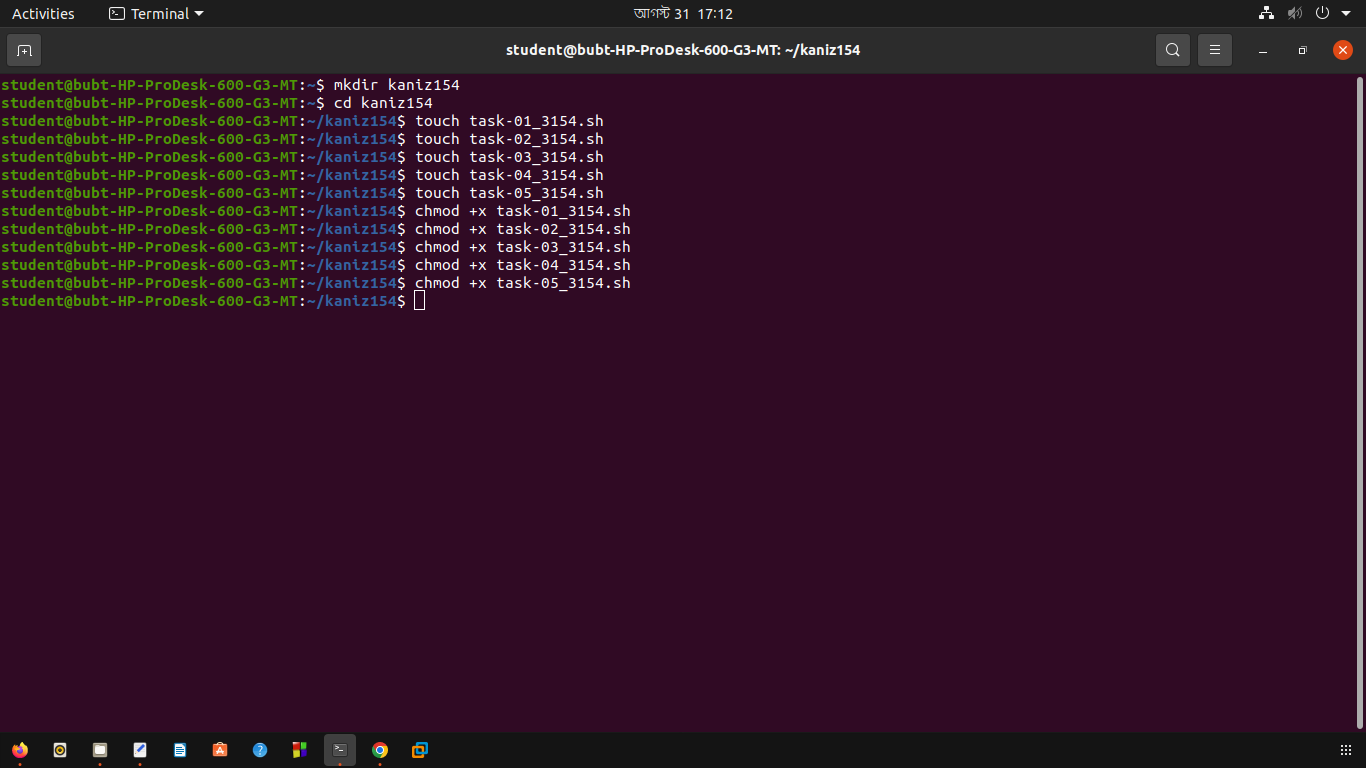 Activities Terminal আগস্ট 31 17:12
student@bubt-HP-ProDesk-600-G3-MT: ~/kaniz154
student@bubt-HP-ProDesk-600-G3-MT:~$ mkdir kaniz154
student@bubt-HP-ProDesk-600-G3-MT:~$ cd kaniz154
student@bubt-HP-ProDesk-600-G3-MT:~/kaniz154$ touch task-01_3154.sh
student@bubt-HP-ProDesk-600-G3-MT:~/kaniz154$ touch task-02_3154.sh
student@bubt-HP-ProDesk-600-G3-MT:~/kaniz154$ touch task-03_3154.sh
student@bubt-HP-ProDesk-600-G3-MT:~/kaniz154$ touch task-04_3154.sh
student@bubt-HP-ProDesk-600-G3-MT:~/kaniz154$ touch task-05_3154.sh
student@bubt-HP-ProDesk-600-G3-MT:~/kaniz154$ chmod +x task-01_3154.sh
student@bubt-HP-ProDesk-600-G3-MT:~/kaniz154$ chmod +x task-02_3154.sh
student@bubt-HP-ProDesk-600-G3-MT:~/kaniz154$ chmod +x task-03_3154.sh
student@bubt-HP-ProDesk-600-G3-MT:~/kaniz154$ chmod +x task-04_3154.sh
student@bubt-HP-ProDesk-600-G3-MT:~/kaniz154$ chmod +x task-05_3154.sh
student@bubt-HP-ProDesk-600-G3-MT:~/kaniz154$